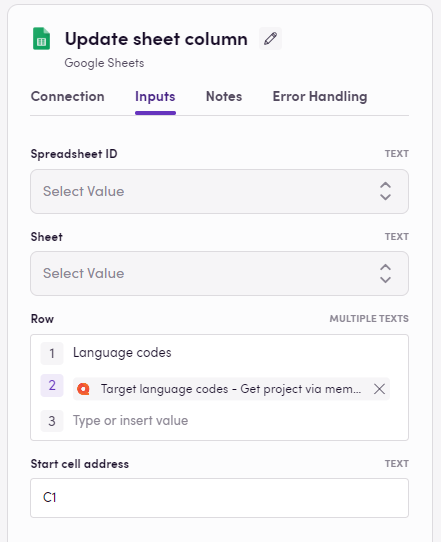 Update sheet column
Google Sheets
Connection Inputs Notes Error Handling
Spreadsheet ID TEXT
Select Value
Sheet TEXT
Select Value
Row MULTIPLE TEXTS
1 Language codes
2 Target language codes - Get project via mem...
3 Type or insert value
Start cell address TEXT
C1